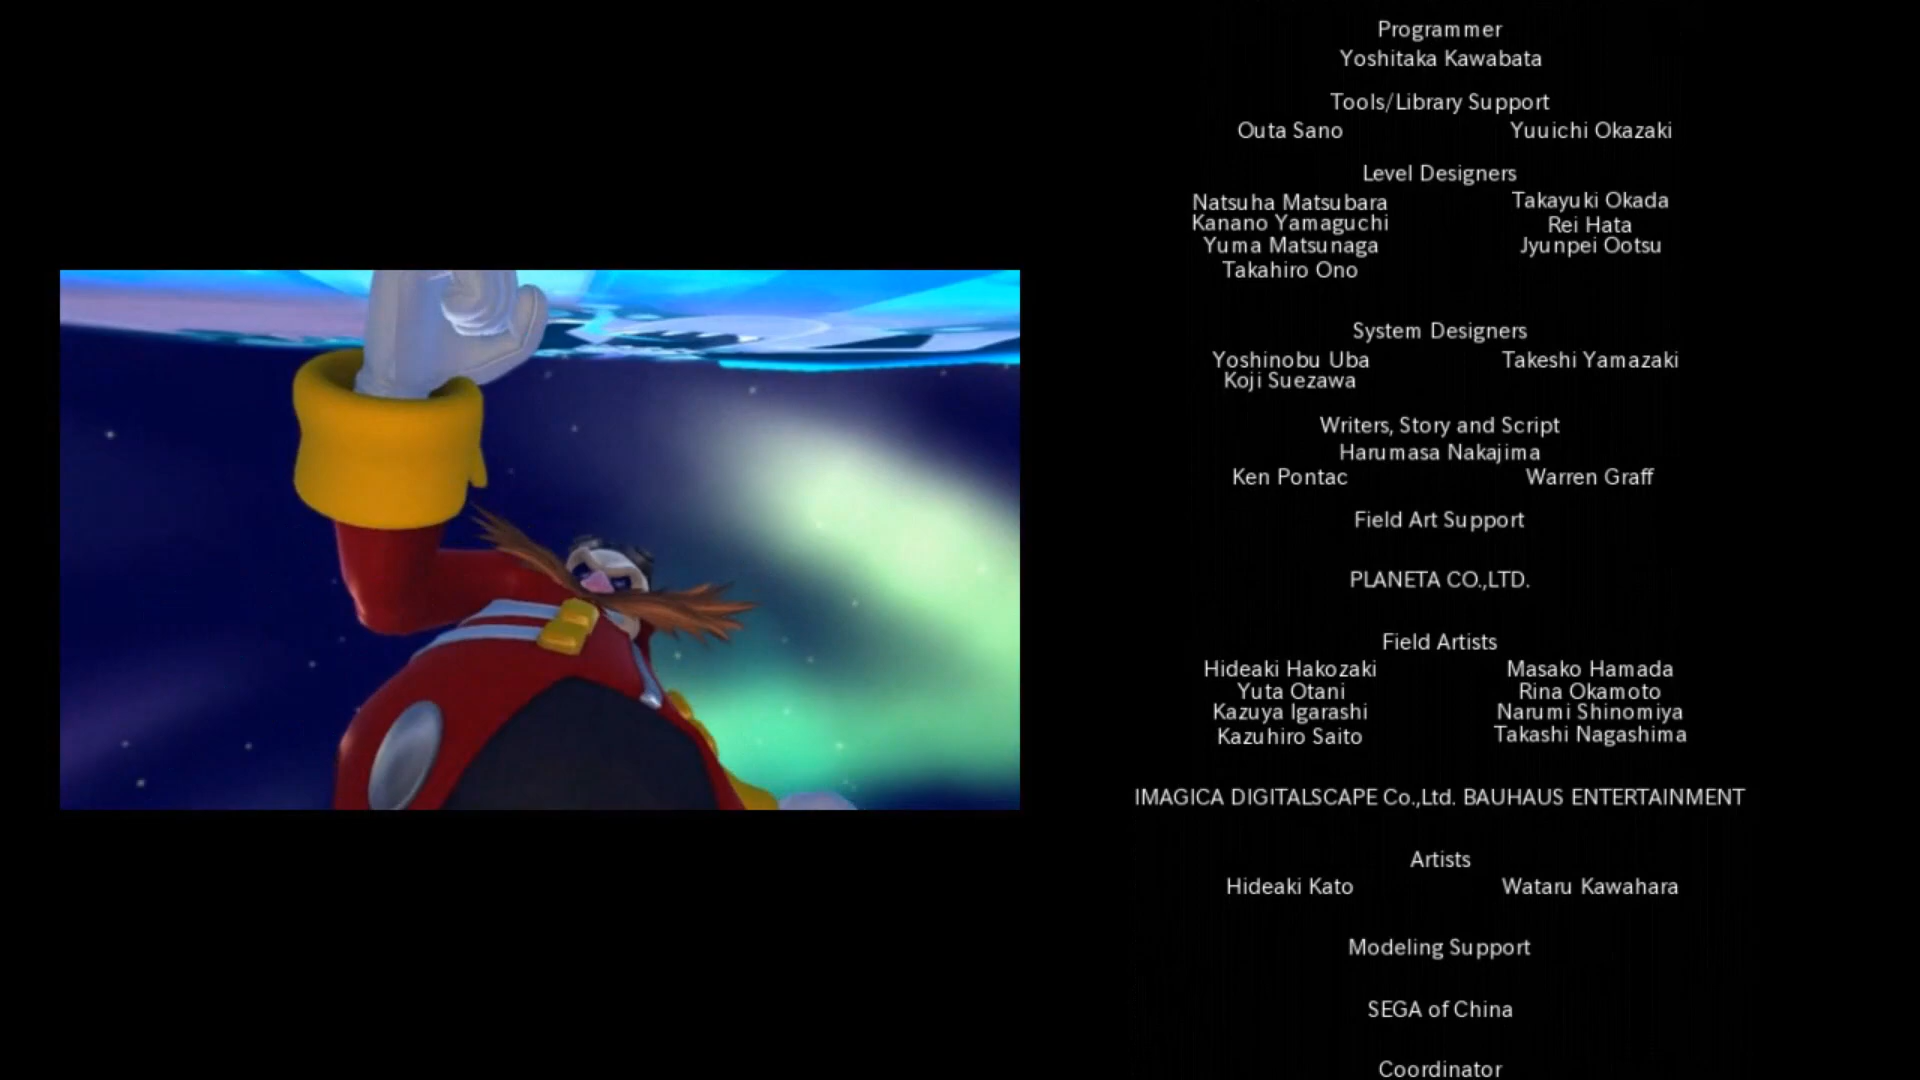 Programmer
Yoshitaka Kawabata
Tools/Library Support
Outa Sano Yuuichi Okazaki
Level Designers
Natsuha Matsubara Takayuki Okada
Kanano Yamaguchi Rei Hata
Yuma Matsunaga Jyunpei Ootsu
Takahiro Ono
System Designers
Yoshinobu Uba Takeshi Yamazaki
Koji Suezawa
Writers, Story and Script
Harumasa Nakajima
Ken Pontac Warren Graff
Field Art Support
PLANETA CO.,LTD.
Field Artists
Hideaki Hakozaki Masako Hamada
Yuta Otani Rina Okamoto
Kazuya Igarashi Narumi Shinomiya
Kazuhiro Saito Takashi Nagashima
IMAGICA DIGITALSCAPE Co.,Ltd. BAUHAUS ENTERTAINMENT
Artists
Hideaki Kato Wataru Kawahara
Modeling Support
SEGA of China
Coordinator